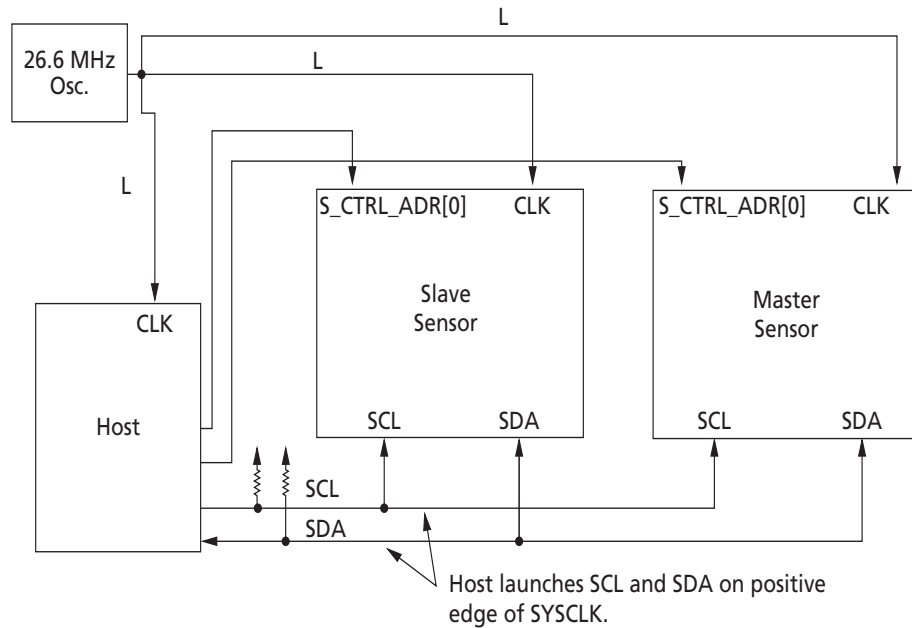 L
26.6 MHz
Osc.
L
L
S_CTRL_ADR[0]
CLK
S_CTRL_ADR[0]
CLK
CLK
Slave
Sensor
Master
Sensor
Host
SCL
SDA
SCL
SDA
SCL
SDA
Host launches SCL and SDA on positive
edge of SYSCLK.